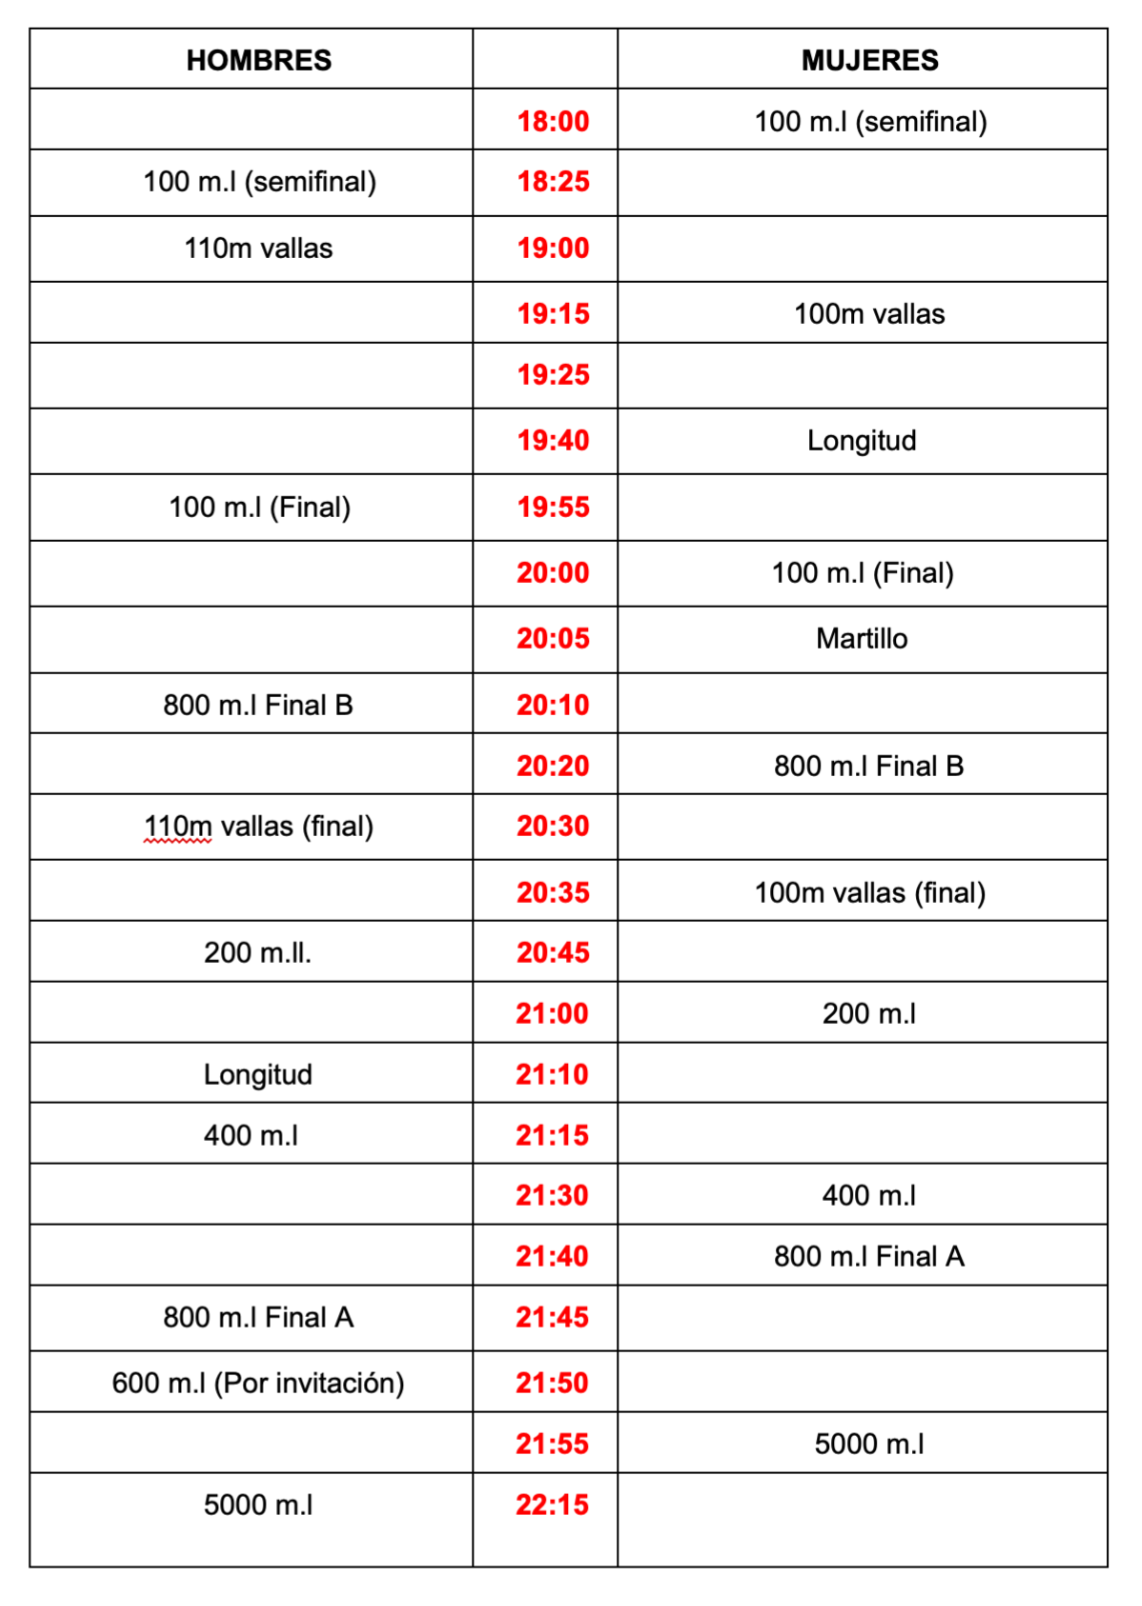 HOMBRES MUJERES
18:00 100 m.l (semifinal)
100 m.l (semifinal) 18:25
110m vallas 19:00
19:15 100m vallas
19:25
19:40 Longitud
100 m.l (Final) 19:55
20:00 100 m.l (Final)
20:05 Martillo
800 m.l Final B 20:10
20:20 800 m.l Final B
110m vallas (final) 20:30
20:35 100m vallas (final)
200 m.ll. 20:45
21:00 200 m.l
Longitud 21:10
400 m.l 21:15
21:30 400 m.l
21:40 800 m.l Final A
800 m.l Final A 21:45
600 m.l (Por invitación) 21:50
21:55 5000 m.l
5000 m.l 22:15